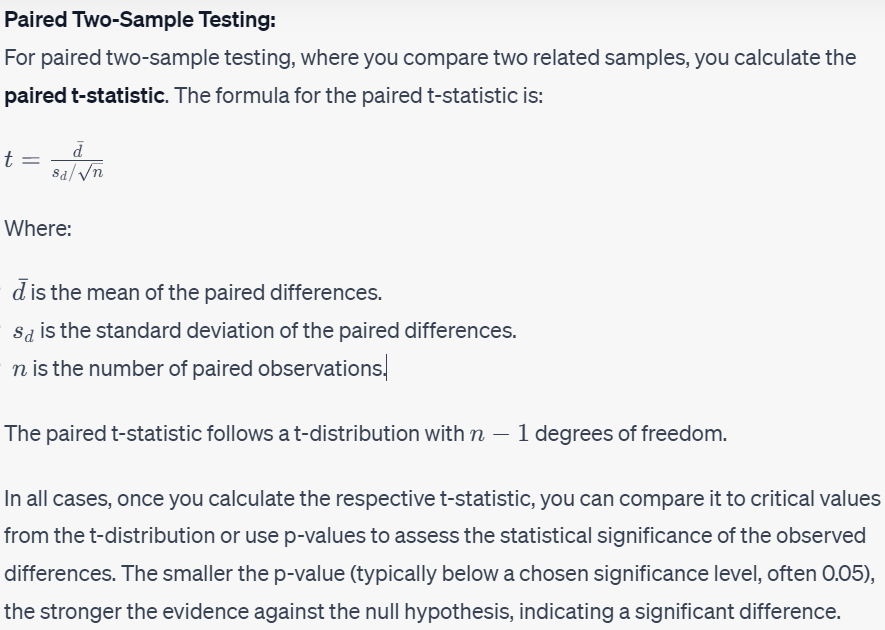 Paired Two-Sample Testing:
For paired two-sample testing, where you compare two related samples, you calculate the
paired t-statistic. The formula for the paired t-statistic is:
t = d̄ / (s_d/√n)
Where:
d̄ is the mean of the paired differences.
s_d is the standard deviation of the paired differences.
n is the number of paired observations.
The paired t-statistic follows a t-distribution with n − 1 degrees of freedom.
In all cases, once you calculate the respective t-statistic, you can compare it to critical values
from the t-distribution or use p-values to assess the statistical significance of the observed
differences. The smaller the p-value (typically below a chosen significance level, often 0.05),
the stronger the evidence against the null hypothesis, indicating a significant difference.